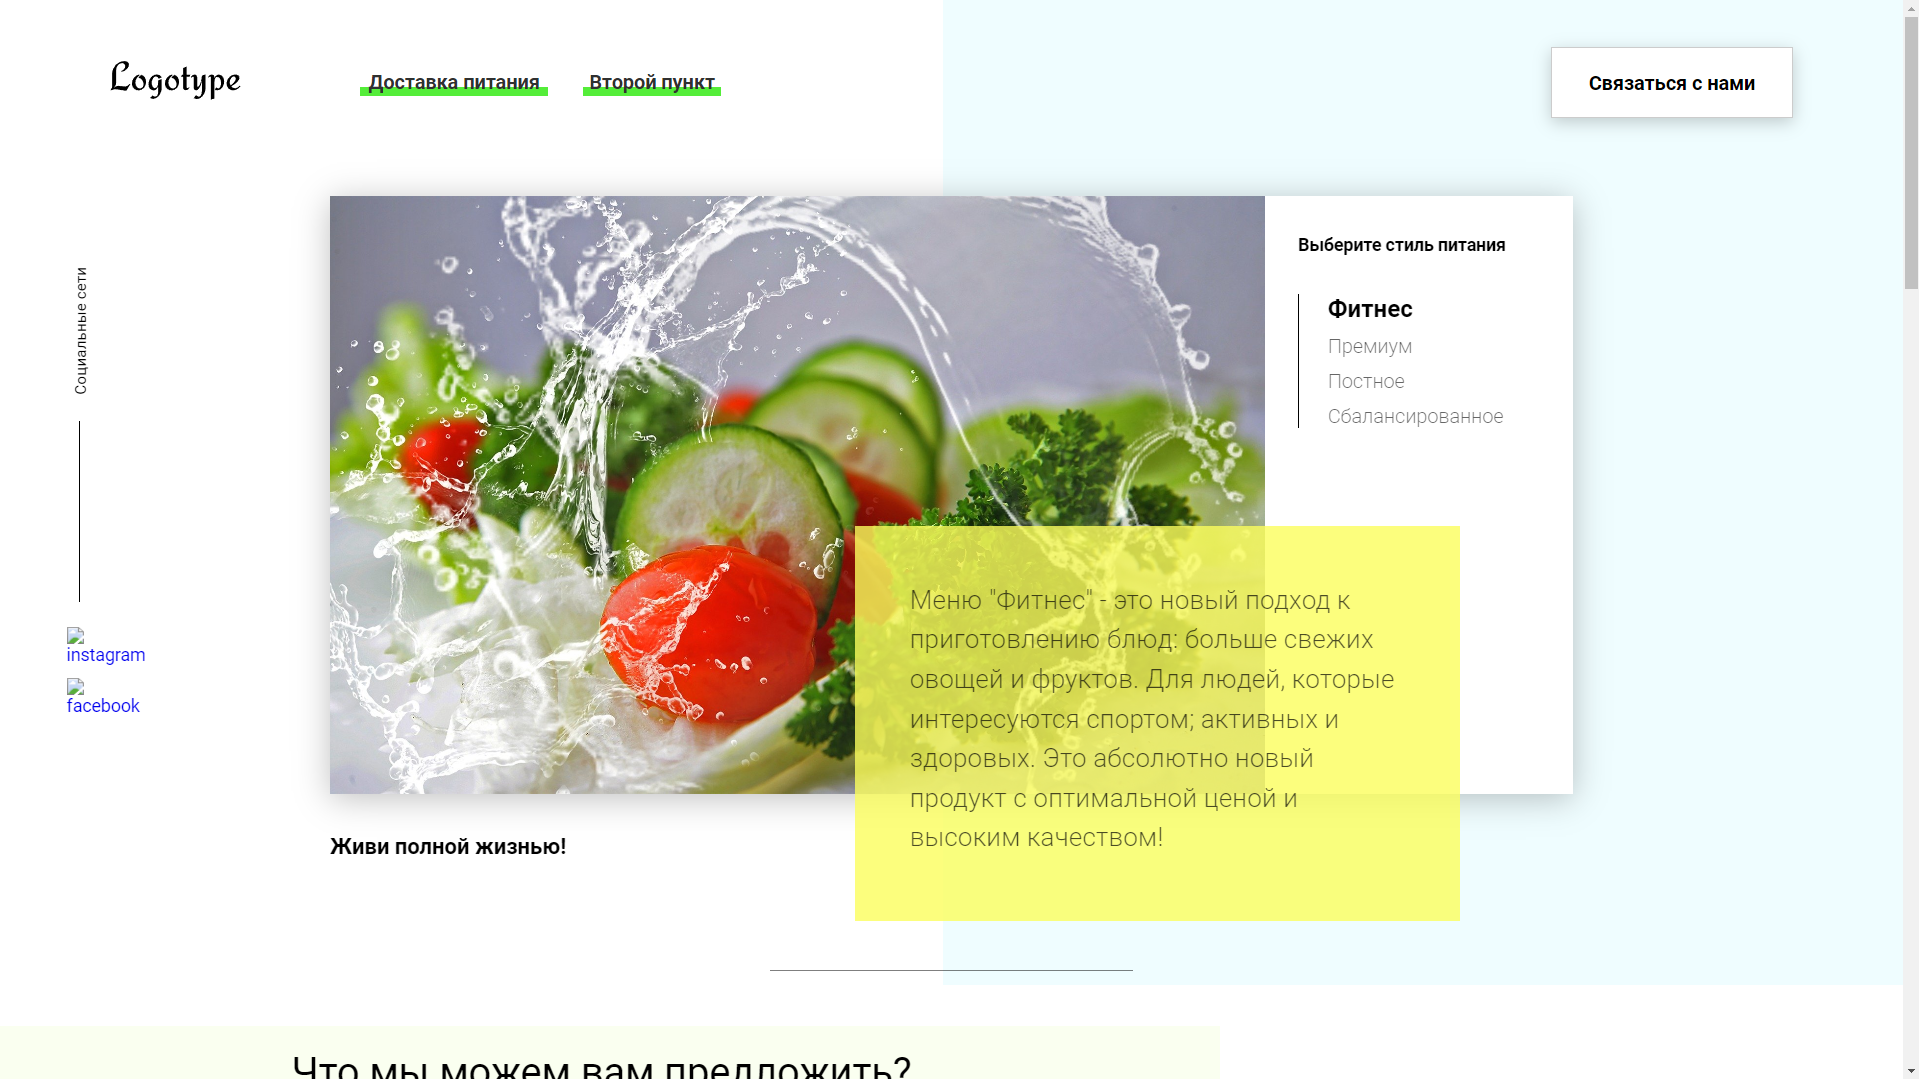 Logotype
Доставка питания
Второй пункт
Связаться с нами
Социальные сети
instagram
facebook
Выберите стиль питания
Фитнес
Премиум
Постное
Сбалансированное
Меню "Фитнес" - это новый подход к
приготовлению блюд: больше свежих
овощей и фруктов. Для людей, которые
интересуются спортом; активных и
здоровых. Это абсолютно новый
продукт с оптимальной ценой и
высоким качеством!
Живи полной жизнью!
Что мы можем вам предложить?